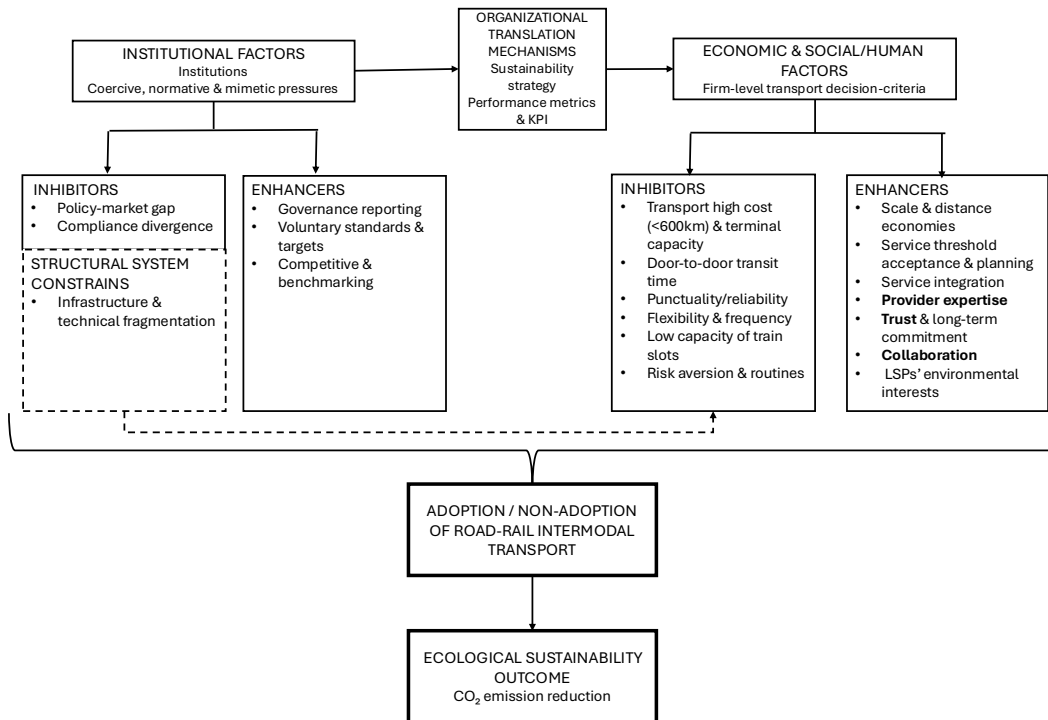 INSTITUTIONAL FACTORS
Institutions
Coercive, normative & mimetic pressures
ORGANIZATIONAL
TRANSLATION
MECHANISMS
Sustainability
strategy
Performance metrics
& KPI
ECONOMIC & SOCIAL/HUMAN
FACTORS
Firm-level transport decision-criteria
INHIBITORS
• Policy-market gap
• Compliance divergence
STRUCTURAL SYSTEM
CONSTRAINS
• Infrastructure &
technical fragmentation
ENHANCERS
• Governance reporting
• Voluntary standards &
targets
• Competitive &
benchmarking
INHIBITORS
• Transport high cost
(<600km) & terminal
capacity
• Door-to-door transit
time
• Punctuality/reliability
• Flexibility & frequency
• Low capacity of train
slots
• Risk aversion & routines
ENHANCERS
• Scale & distance
economies
• Service threshold
acceptance & planning
• Service integration
• Provider expertise
• Trust & long-term
commitment
• Collaboration
• LSPs' environmental
interests
ADOPTION / NON-ADOPTION
OF ROAD-RAIL INTERMODAL
TRANSPORT
ECOLOGICAL SUSTAINABILITY
OUTCOME
CO₂ emission reduction